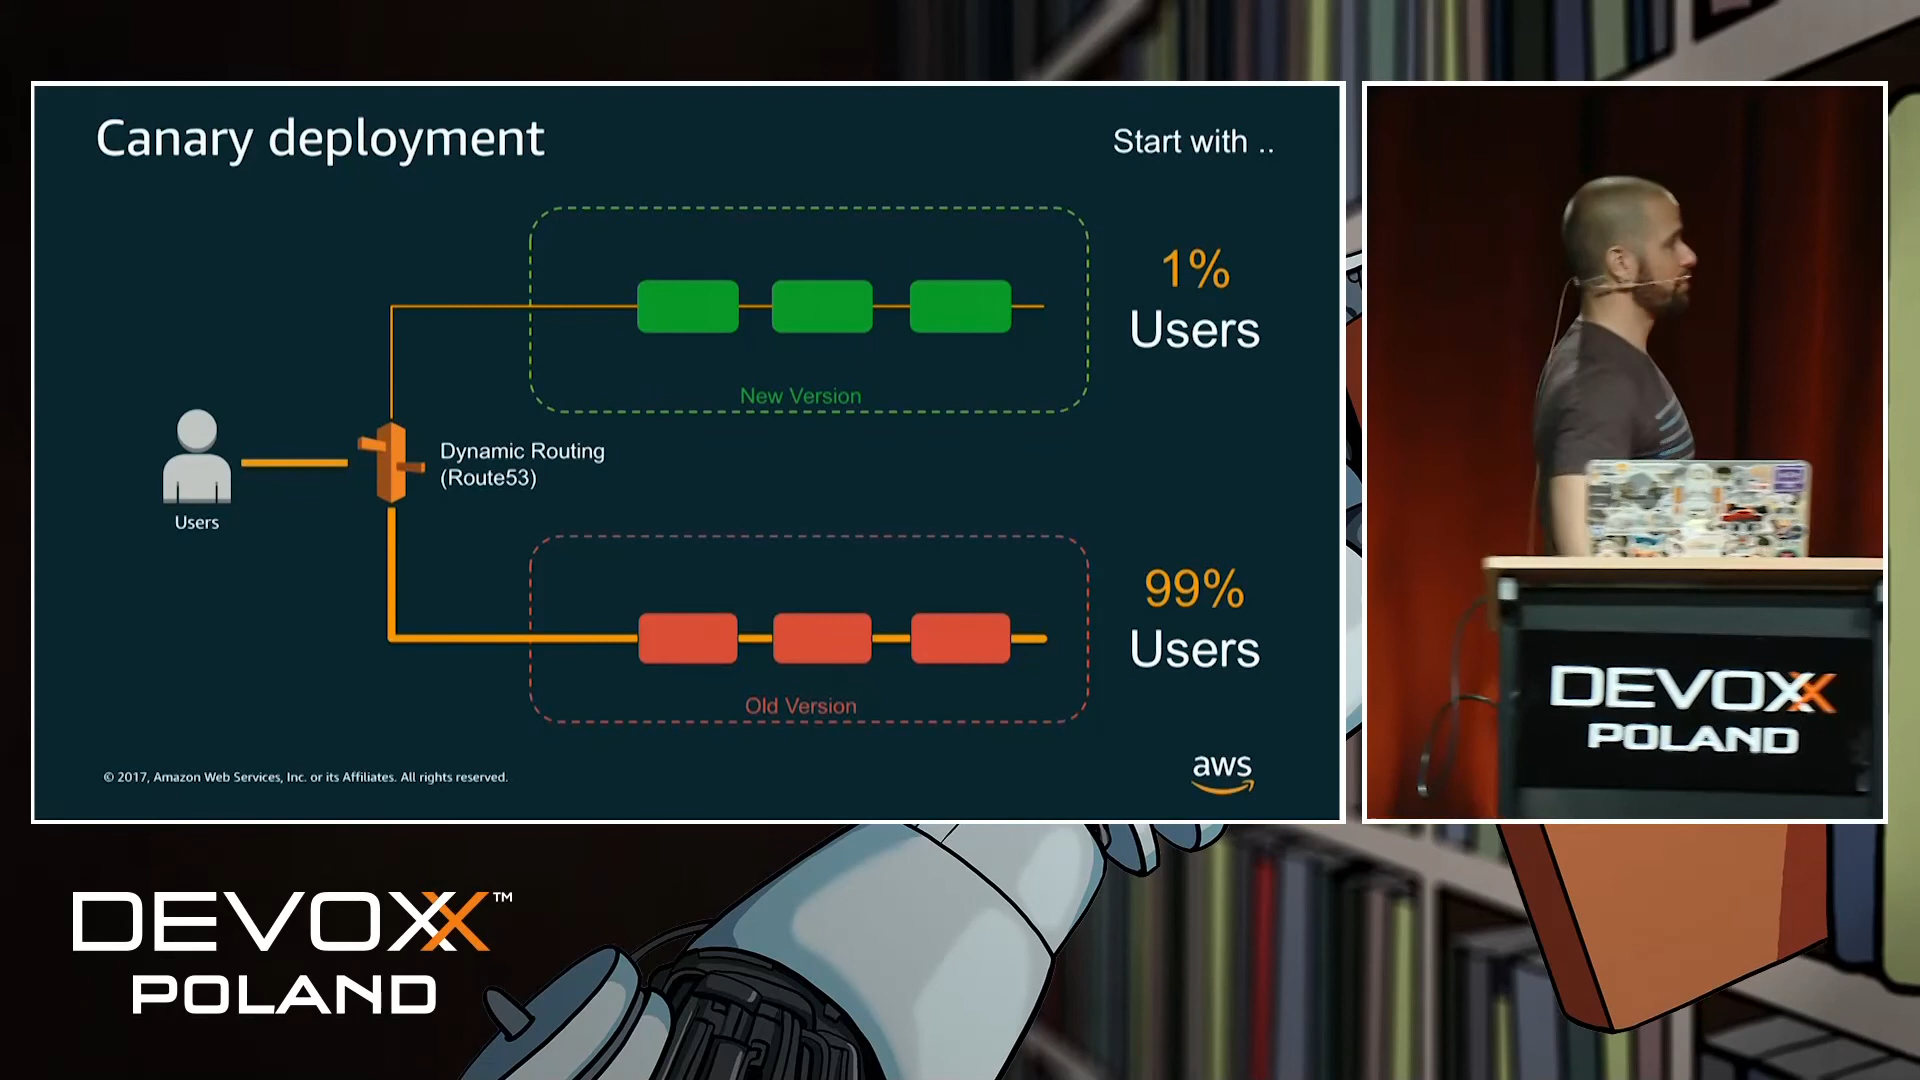 Canary deployment
Start with ..
1%
Users
New Version
Users
Dynamic Routing
(Route53)
99%
Users
Old Version
© 2017, Amazon Web Services, Inc. or its Affiliates. All rights reserved.
aws
DEVOXX
POLAND
DEVOXX™
POLAND